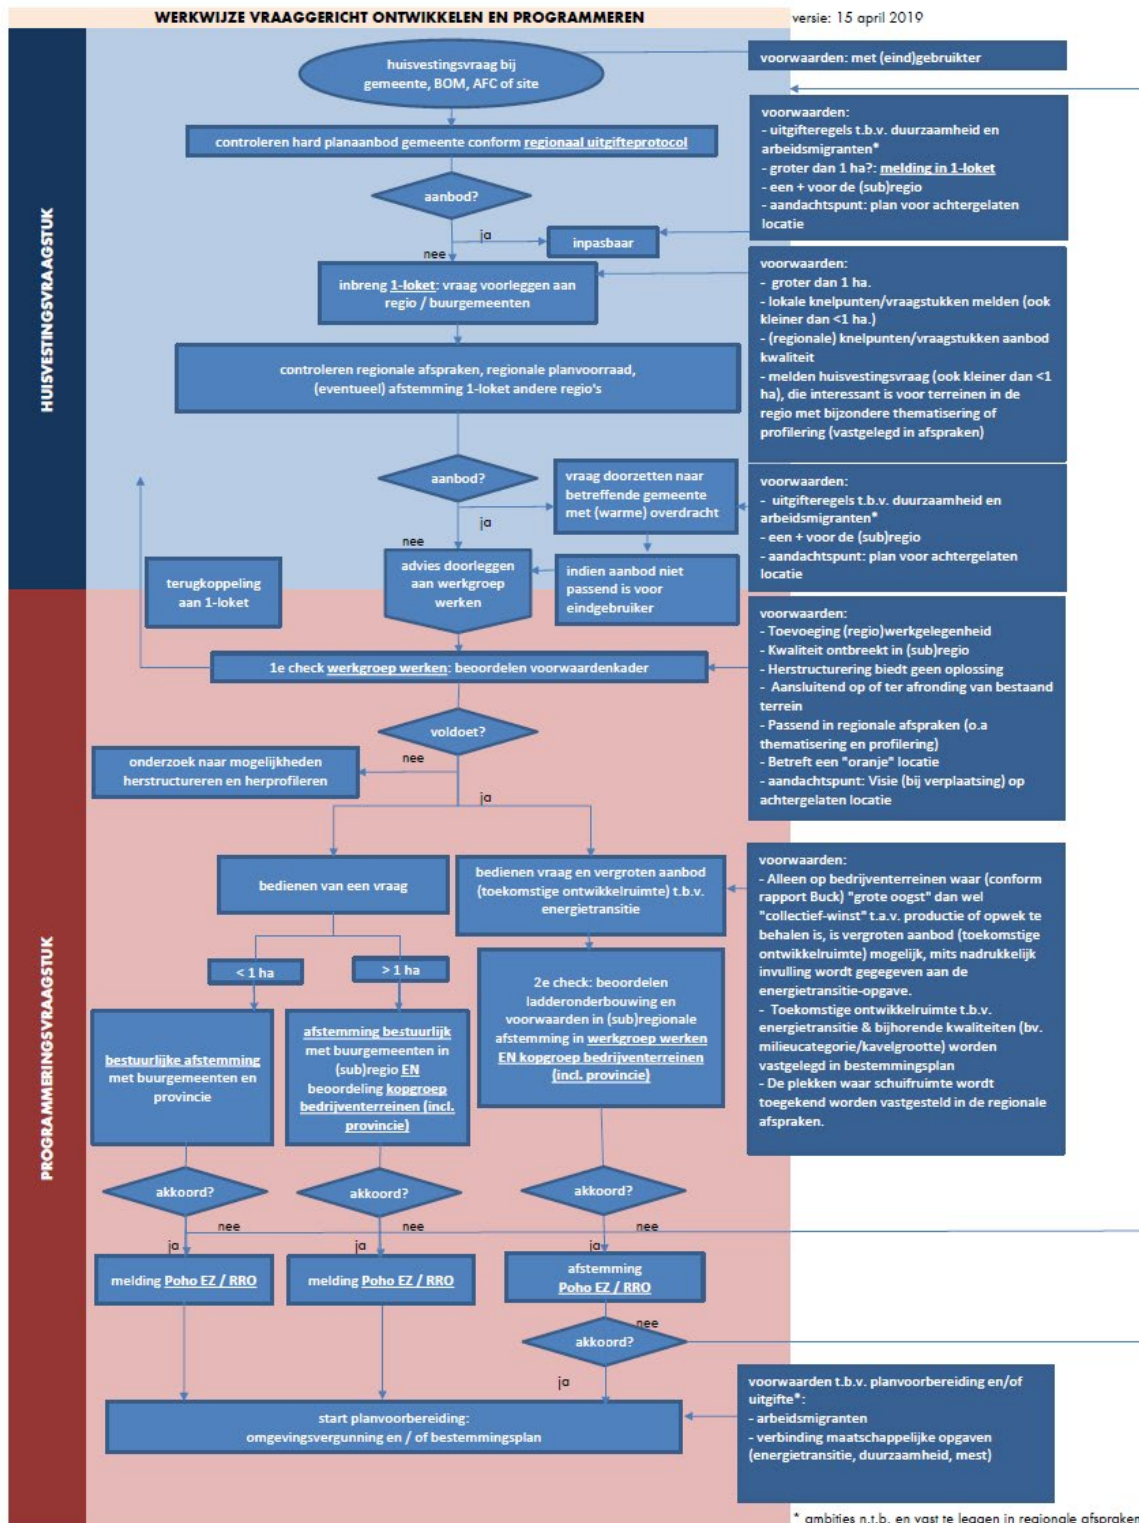 WERKWIJZE VRAAGGERICHT ONTWIKKELEN EN PROGRAMMEREN
versie: 15 april 2019
HUISVESTINGSVRAAGSTUK
huisvestingsvraag bij
gemeente, BOM, AFC of site
voorwaarden: met (eind)gebruikter
controleren hard planaanbod gemeente conform regionaal uitgifteprotocol
voorwaarden:
- uitgifteregels t.b.v. duurzaamheid en
arbeidsmigranten*
- groter dan 1 ha?: melding in 1-loket
- een + voor de (sub)regio
- aandachtspunt: plan voor achtergelaten
locatie
aanbod?
ja
nee
inpasbaar
inbreng 1-loket: vraag voorleggen aan
regio / buurgemeenten
voorwaarden:
- groter dan 1 ha.
- lokale knelpunten/vraagstukken melden (ook
kleiner dan <1 ha.)
- (regionale) knelpunten/vraagstukken aanbod
kwaliteit
- melden huisvestingsvraag (ook kleiner dan <1
ha), die interessant is voor terreinen in de
regio met bijzondere thematisering of
profilering (vastgelegd in afspraken)
controleren regionale afspraken, regionale planvoorraad,
(eventueel) afstemming 1-loket andere regio's
aanbod?
ja
nee
vraag doorzetten naar
betreffende gemeente
met (warme) overdracht
voorwaarden:
- uitgifteregels t.b.v. duurzaamheid en
arbeidsmigranten*
- een + voor de (sub)regio
- aandachtspunt: plan voor achtergelaten
locatie
advies doorleggen
aan werkgroep
werken
indien aanbod niet
passend is voor
eindgebruiker
terugkoppeling
aan 1-loket
PROGRAMMERINGSVRAAGSTUK
1e check werkgroep werken: beoordelen voorwaardenkader
voorwaarden:
- Toevoeging (regio)werkgelegenheid
- Kwaliteit ontbreekt in (sub)regio
- Herstructurering biedt geen oplossing
- Aansluitend op of ter afronding van bestaand
terrein
- Passend in regionale afspraken (o.a
thematisering en profilering)
- Betreft een "oranje" locatie
- aandachtspunt: Visie (bij verplaatsing) op
achtergelaten locatie
voldoet?
nee
ja
onderzoek naar mogelijkheden
herstructureren en herprofileren
bedienen van een vraag
bedienen vraag en vergroten aanbod
(toekomstige ontwikkelruimte) t.b.v.
energietransitie
voorwaarden:
- Alleen op bedrijventerreinen waar (conform
rapport Buck) "grote oogst" dan wel
"collectief-winst" t.a.v. productie of opwek te
behalen is, is vergroten aanbod (toekomstige
ontwikkelruimte) mogelijk, mits nadrukkelijk
invulling wordt gegegeven aan de
energietransitie-opgave.
- Toekomstige ontwikkelruimte t.b.v.
energietransitie & bijhorende kwaliteiten (bv.
milieucategorie/kavelgrootte) worden
vastgelegd in bestemmingsplan
- De plekken waar schuifruimte wordt
toegekend worden vastgesteld in de regionale
afspraken.
< 1 ha
> 1 ha
bestuurlijke afstemming
met buurgemeenten en
provincie
afstemming bestuurlijk
met buurgemeenten in
(sub)regio EN
beoordeling kopgroep
bedrijventerreinen (incl.
provincie)
2e check: beoordelen
ladderonderbouwing en
voorwaarden in (sub)regionale
afstemming in werkgroep werken
EN kopgroep bedrijventerreinen
(incl. provincie)
akkoord?
akkoord?
akkoord?
nee
nee
nee
ja
ja
ja
melding Poho EZ / RRO
melding Poho EZ / RRO
afstemming
Poho EZ / RRO
nee
akkoord?
ja
start planvoorbereiding:
omgevingsvergunning en / of bestemmingsplan
voorwaarden t.b.v. planvoorbereiding en/of
uitgifte*:
- arbeidsmigranten
- verbinding maatschappelijke opgaven
(energietransitie, duurzaamheid, mest)
* ambities n.t.b. en vast te leggen in regionale afspraken